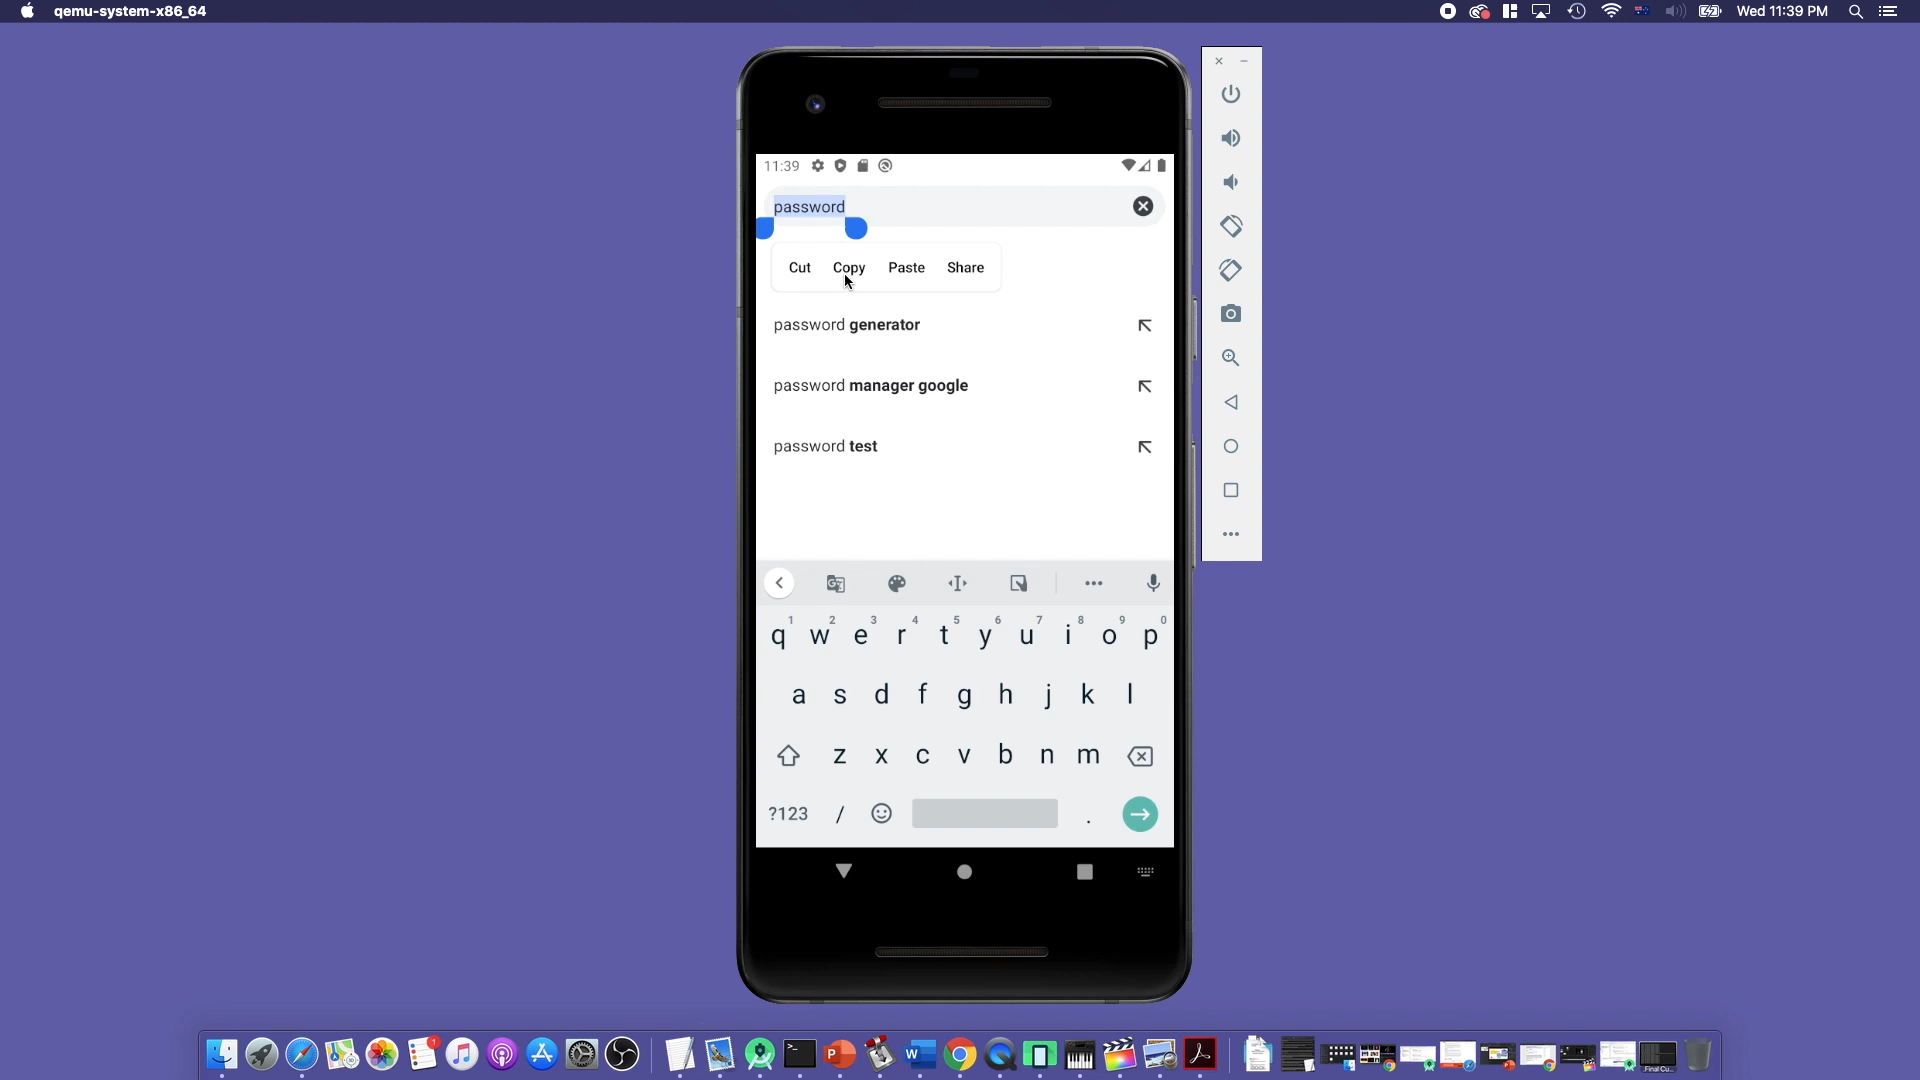 qemu-system-x86_64
Wed 11:39 PM
11:39
password
Cut Copy Paste Share
password generator
password manager google
password test
1 2 3 4 5 6 7 8 9 0
q w e r t y u i o p
a s d f g h j k l
z x c v b n m
?123 / .